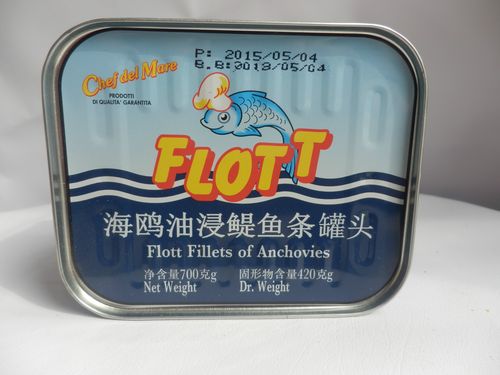 P: 2015/05/04
B.B:2018/05/04
Chef del Mare
PRODOTTI
DI QUALITA' GARANTITA
FLOTT
海鸥油浸鳀鱼条罐头
Flott Fillets of Anchovies
净含量700克g 固形物含量420克g
Net Weight Dr. Weight